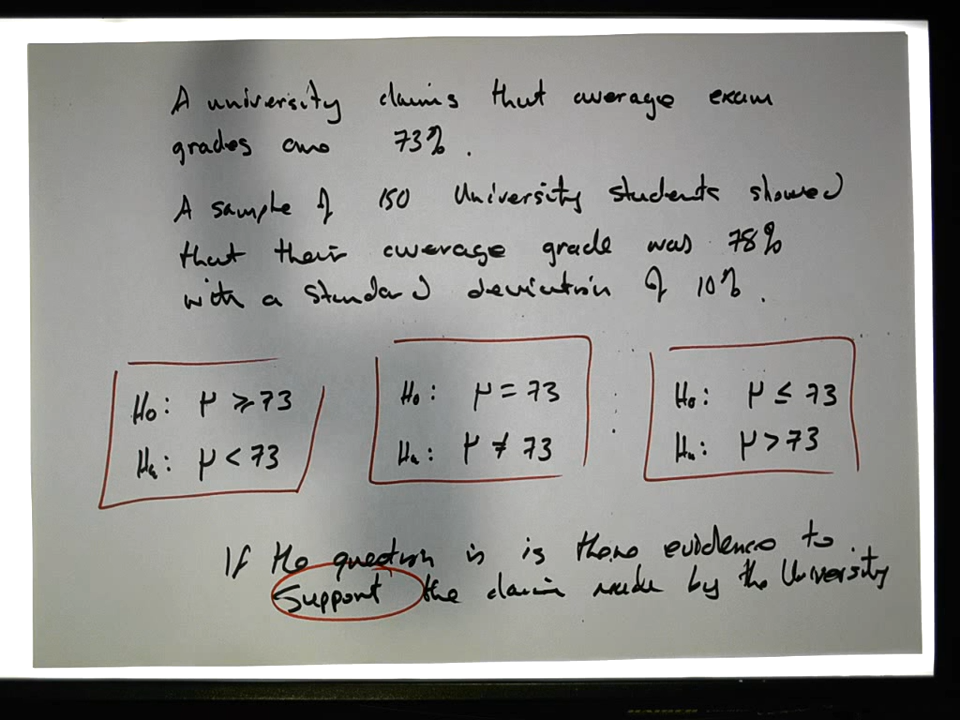 A university claims that average exam
grades are 73%.
A sample of 150 University students showed
that their average grade was 78%
with a standard deviation of 10%.
H₀: μ ≥ 73
Hₐ: μ < 73
H₀: μ = 73
Hₐ: μ ≠ 73
H₀: μ ≤ 73
Hₐ: μ > 73
If the question is is there evidence to
support the claim made by the University